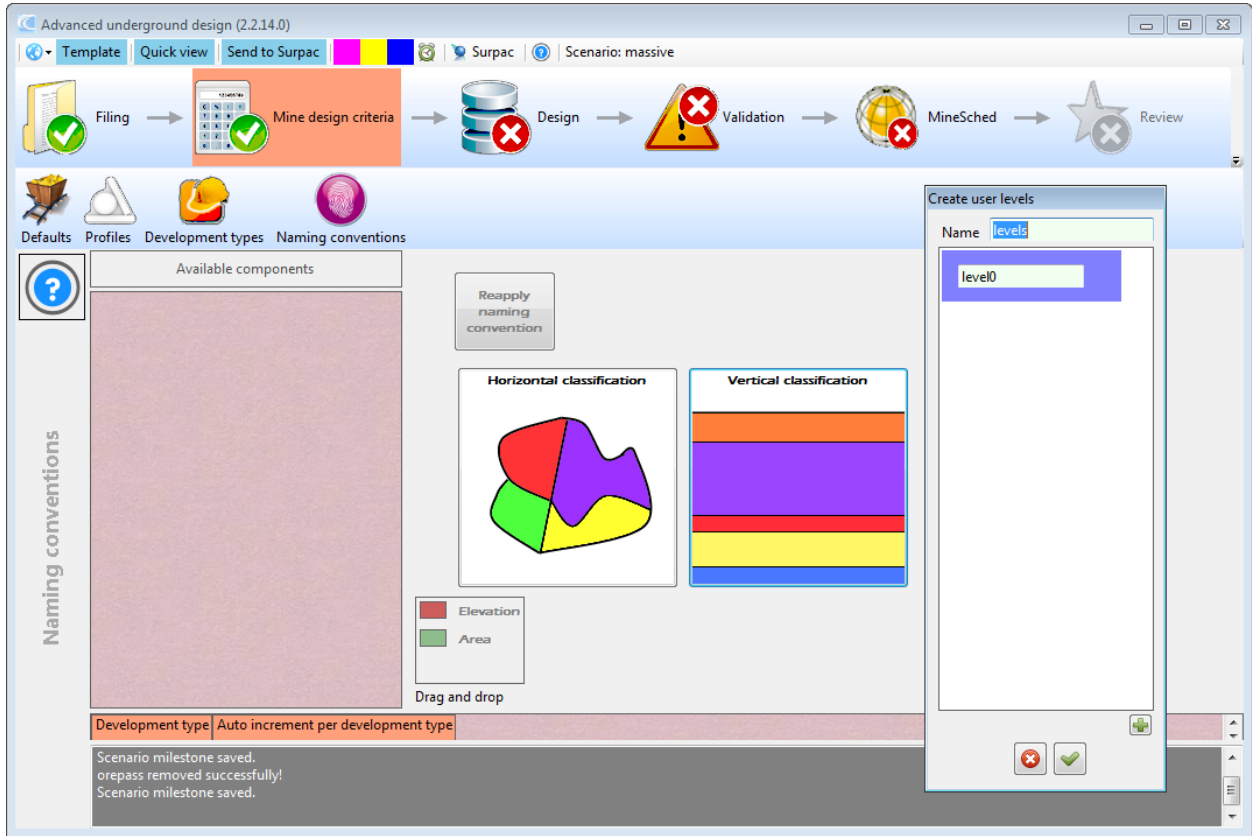 Advanced underground design (2.2.14.0)
Template Quick view Send to Surpac Surpac Scenario: massive
Filing Mine design criteria Design Validation MineSched Review
Defaults Profiles Development types Naming conventions
Available components
Naming conventions
Reapply
naming
convention
Horizontal classification
Vertical classification
Elevation
Area
Drag and drop
Development type Auto increment per development type
Scenario milestone saved.
orepass removed successfully!
Scenario milestone saved.
Create user levels
Name levels
level0